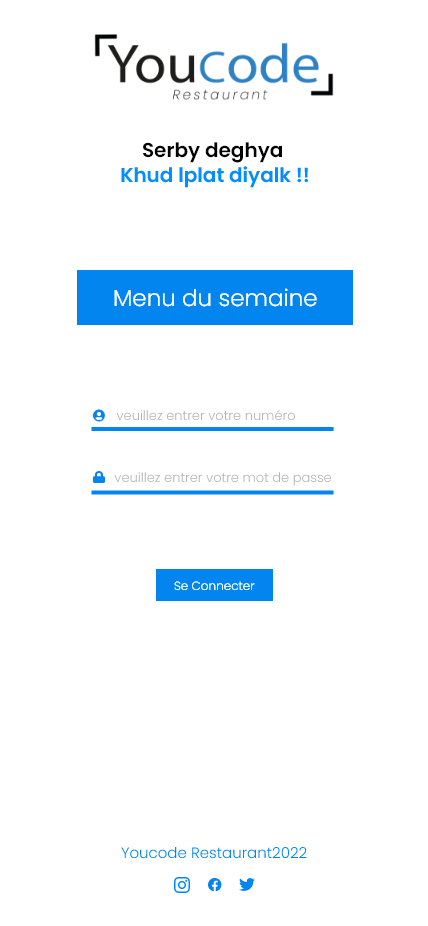 YouCode
Restaurant
Serby deghya
Khud lplat diyalk !!
Menu du semaine
veuillez entrer votre numéro
veuillez entrer votre mot de passe
Se Connecter
Youcode Restaurant2022